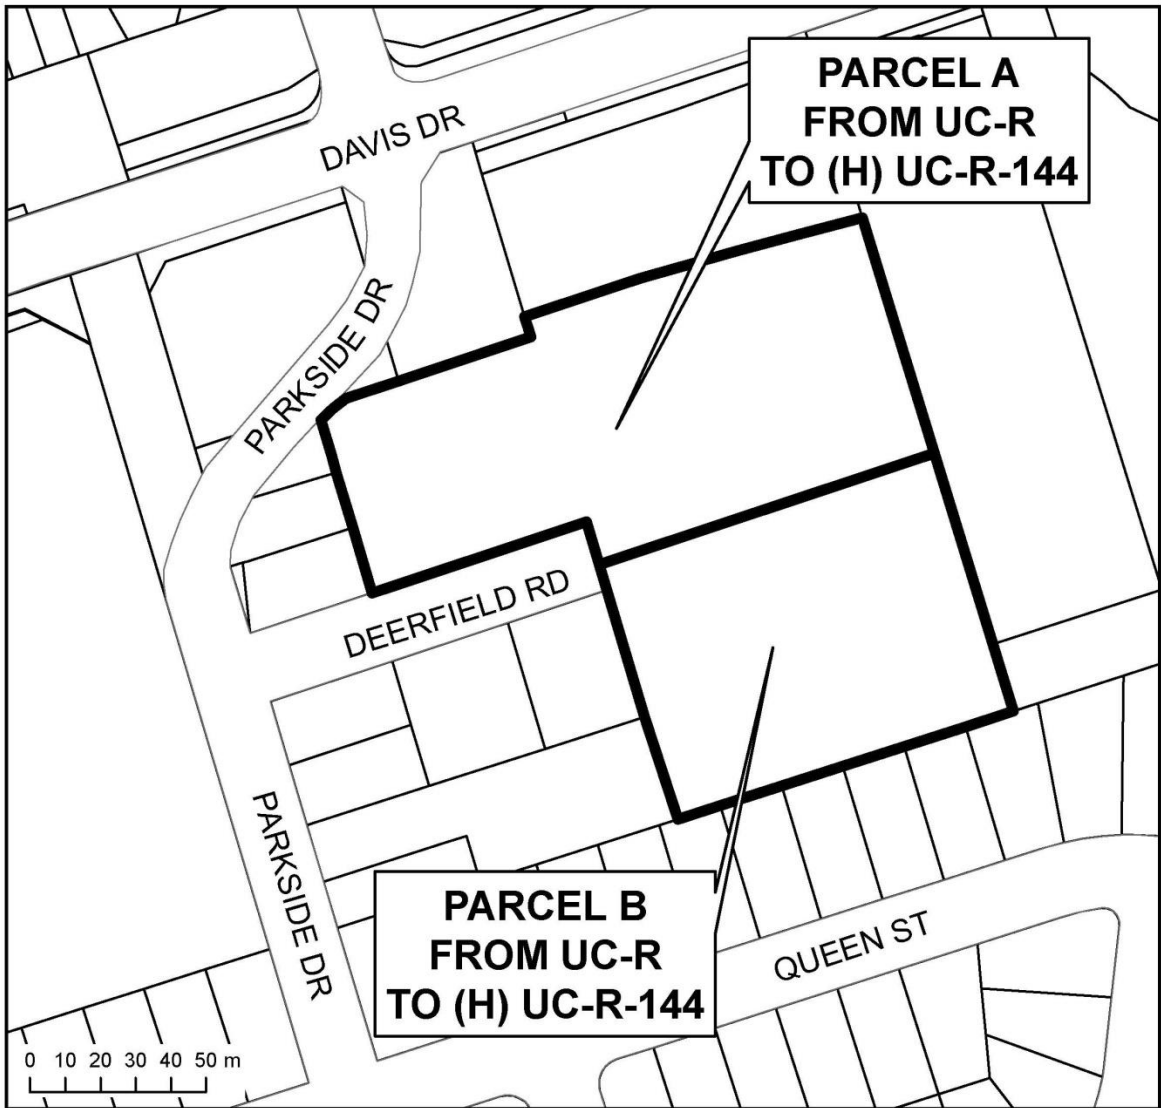 PARCEL A
FROM UC-R
TO (H) UC-R-144
DAVIS DR
PARKSIDE DR
DEERFIELD RD
PARKSIDE DR
PARCEL B
FROM UC-R
TO (H) UC-R-144
QUEEN ST
0 10 20 30 40 50 m